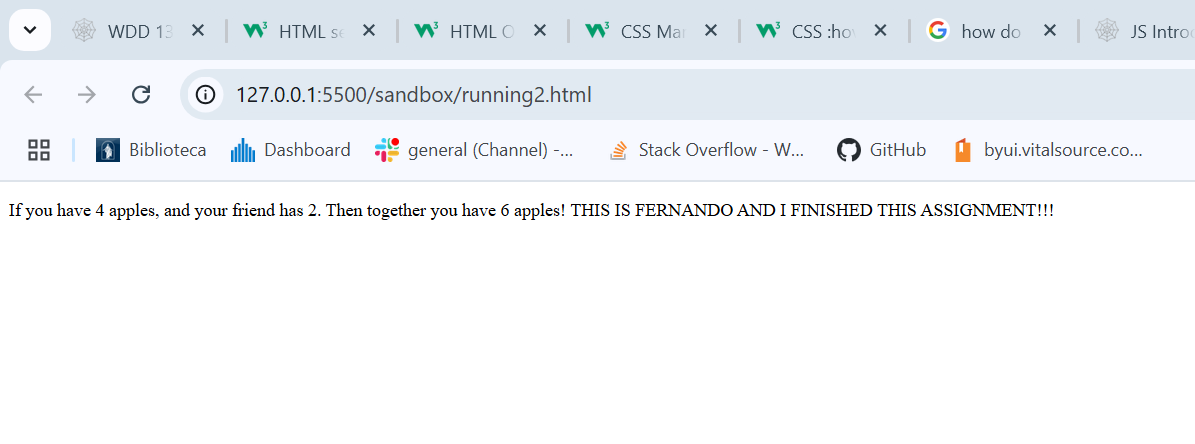 WDD 13
HTML se
HTML O
CSS Mar
CSS :hov
how do
JS Introd
127.0.0.1:5500/sandbox/running2.html
Biblioteca
Dashboard
general (Channel) -...
Stack Overflow - W...
GitHub
byui.vitalsource.co...
If you have 4 apples, and your friend has 2. Then together you have 6 apples! THIS IS FERNANDO AND I FINISHED THIS ASSIGNMENT!!!